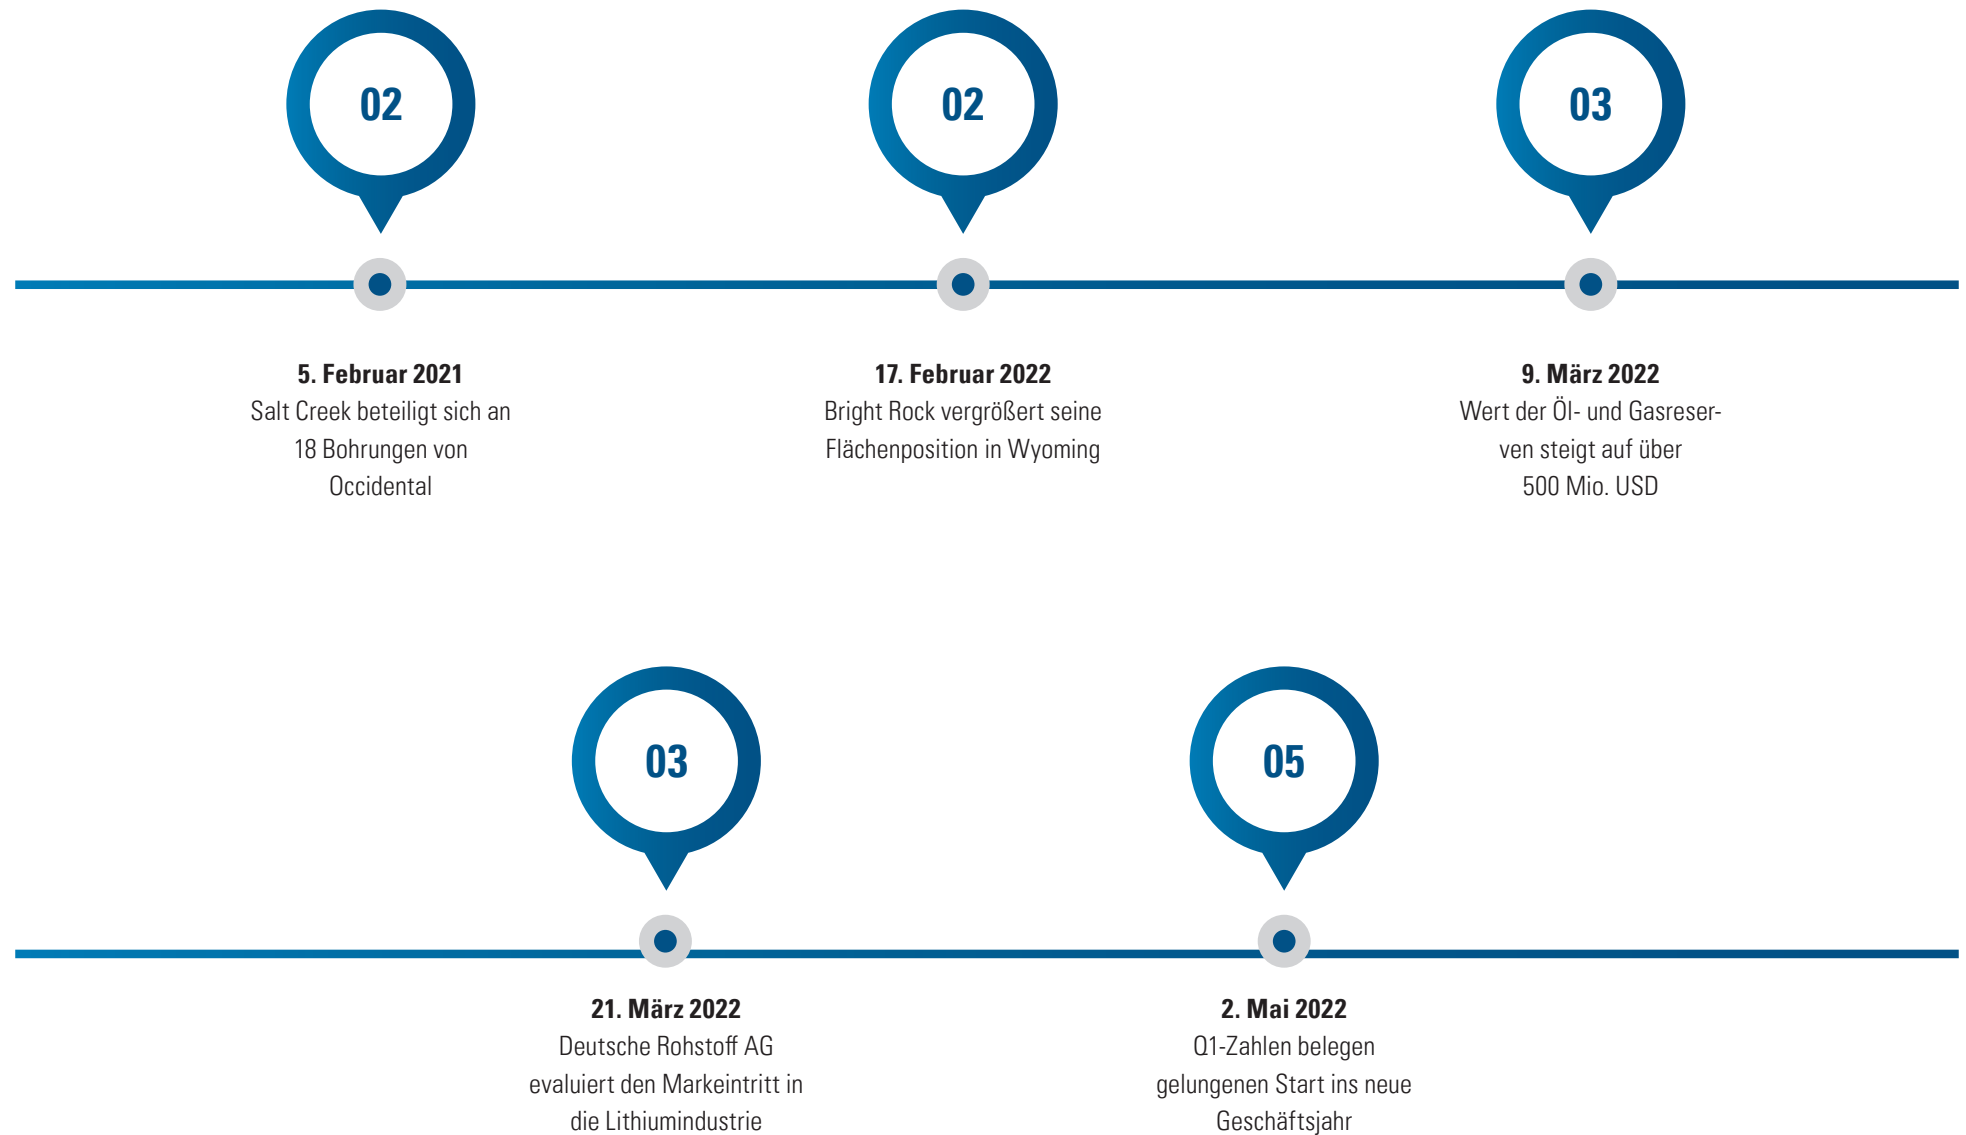 02
02
03
5. Februar 2021
Salt Creek beteiligt sich an
18 Bohrungen von
Occidental
17. Februar 2022
Bright Rock vergrößert seine
Flächenposition in Wyoming
9. März 2022
Wert der Öl- und Gasreser-
ven steigt auf über
500 Mio. USD
03
05
21. März 2022
Deutsche Rohstoff AG
evaluiert den Markeintritt in
die Lithiumindustrie
2. Mai 2022
Q1-Zahlen belegen
gelungenen Start ins neue
Geschäftsjahr